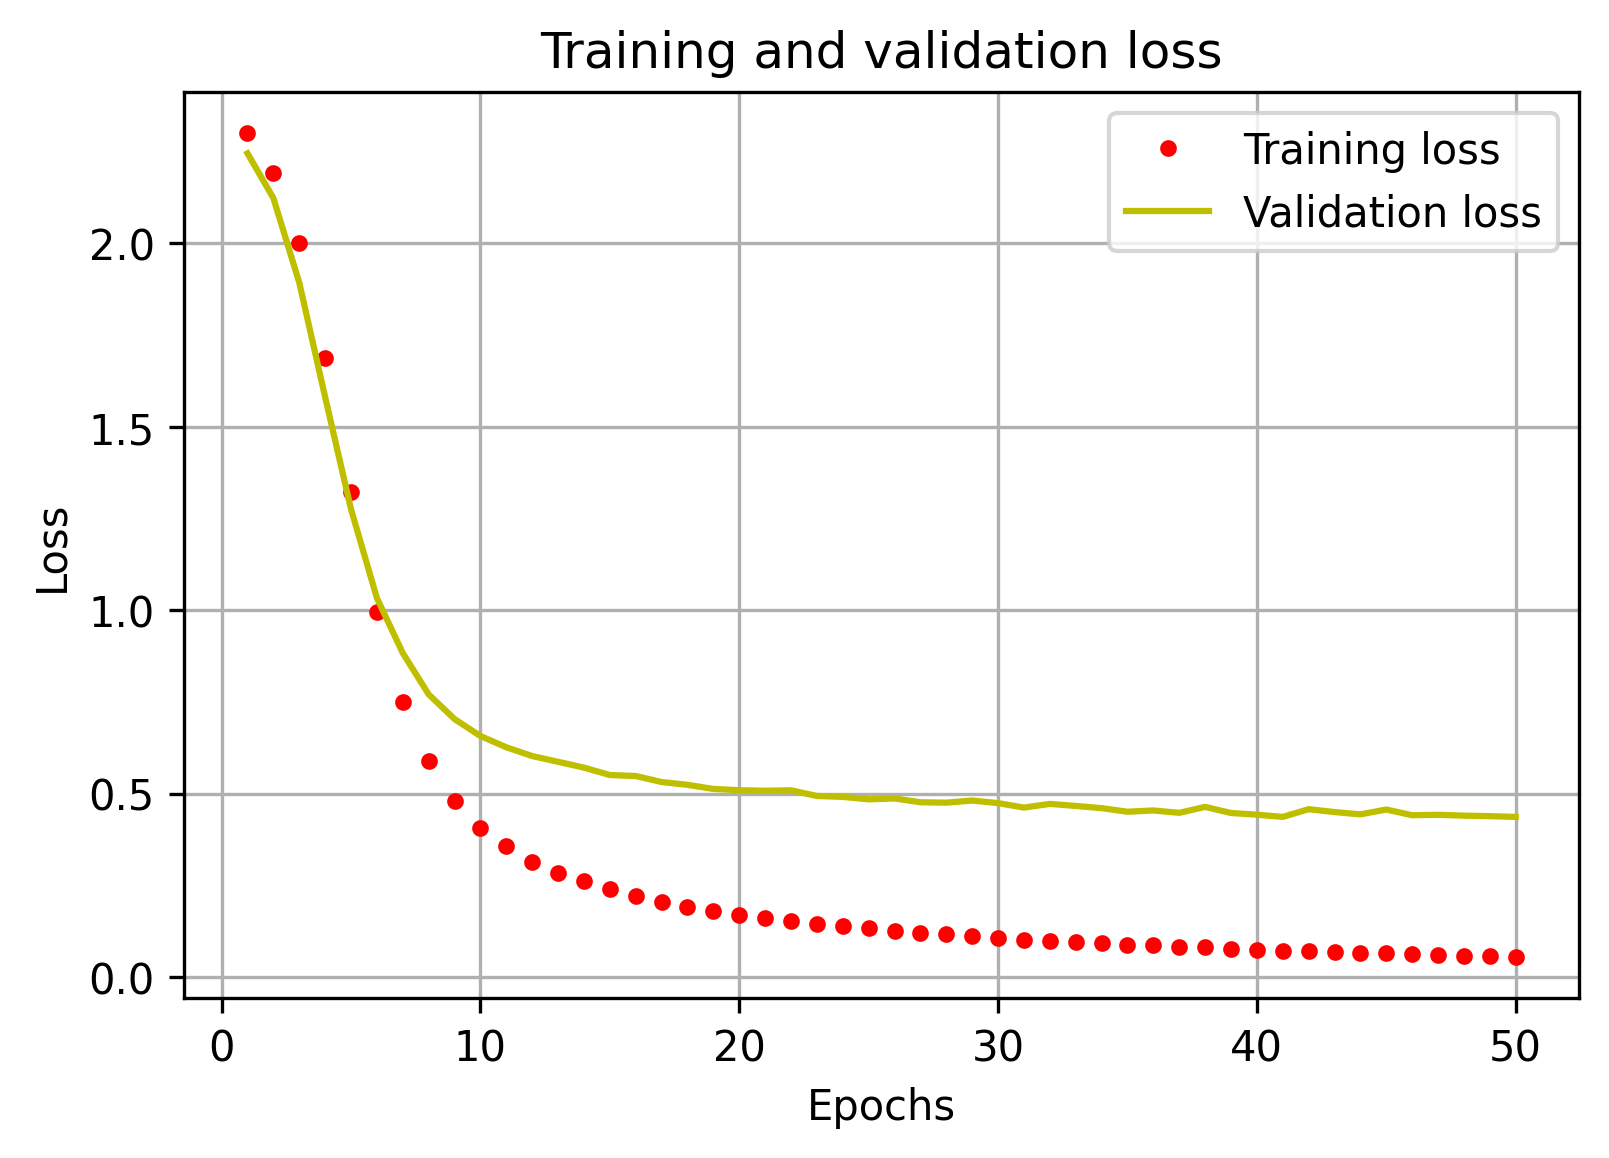 Training and validation loss
Training loss
Validation loss
2.0
1.5
1.0
0.5
0.0
Loss
0 10 20 30 40 50
Epochs